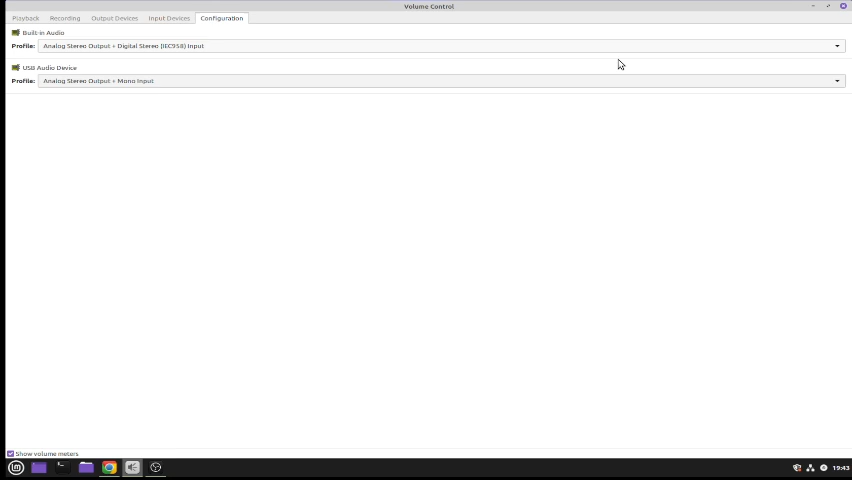 Volume Control
Playback Recording Output Devices Input Devices Configuration
Built-in Audio
Profile: Analog Stereo Output + Digital Stereo (IEC958) Input
USB Audio Device
Profile: Analog Stereo Output + Mono Input
Show volume meters
lm
19:43